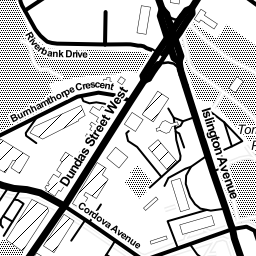 Riverbank Drive
Burnhamthorpe Crescent
Dundas Street West
Islington Avenue
Cordova Avenue